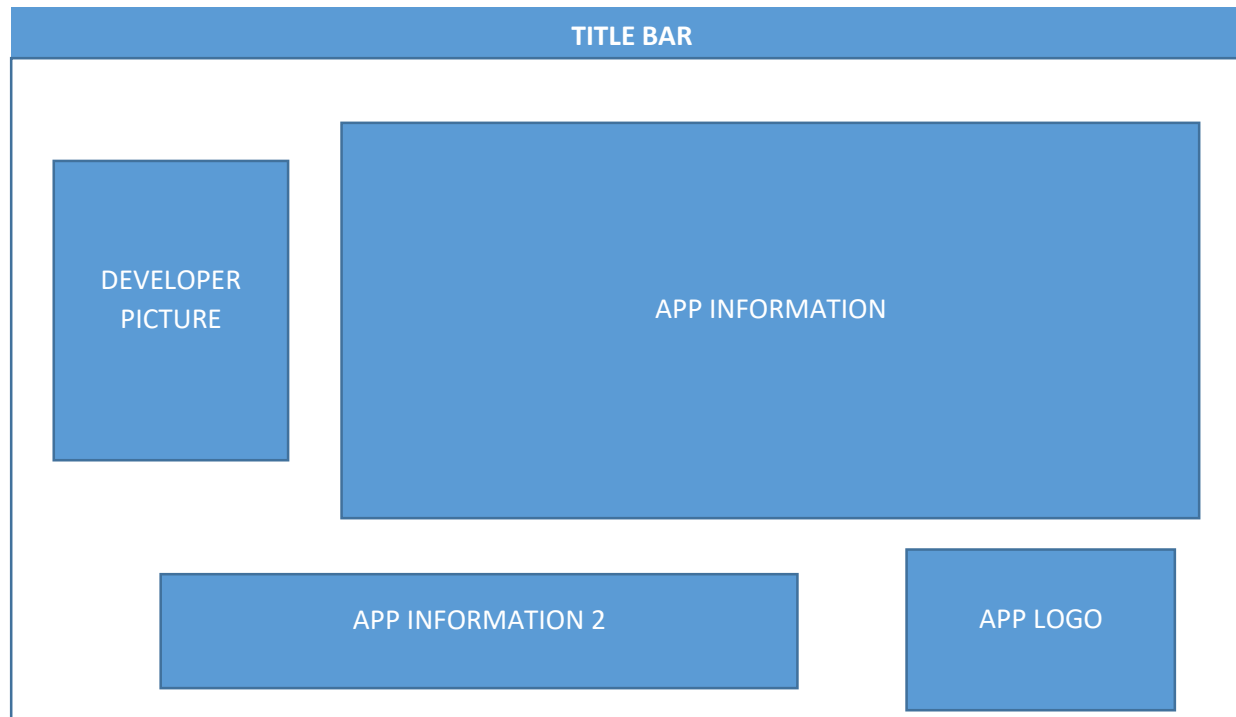 TITLE BAR
DEVELOPER
PICTURE
APP INFORMATION
APP INFORMATION 2
APP LOGO